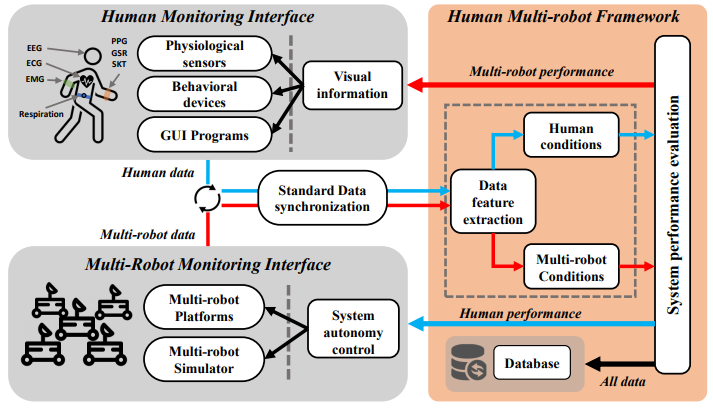 Human Monitoring Interface
EEG
ECG
EMG
Respiration
PPG
GSR
SKT
Physiological
sensors
Behavioral
devices
GUI Programs
Visual
information
Human Multi-robot Framework
Multi-robot performance
Human
conditions
Data
feature
extraction
Multi-robot
Conditions
System performance evaluation
Human data
Standard Data
synchronization
Multi-robot data
Multi-Robot Monitoring Interface
Multi-robot
Platforms
Multi-robot
Simulator
System
autonomy
control
Human performance
Database
All data